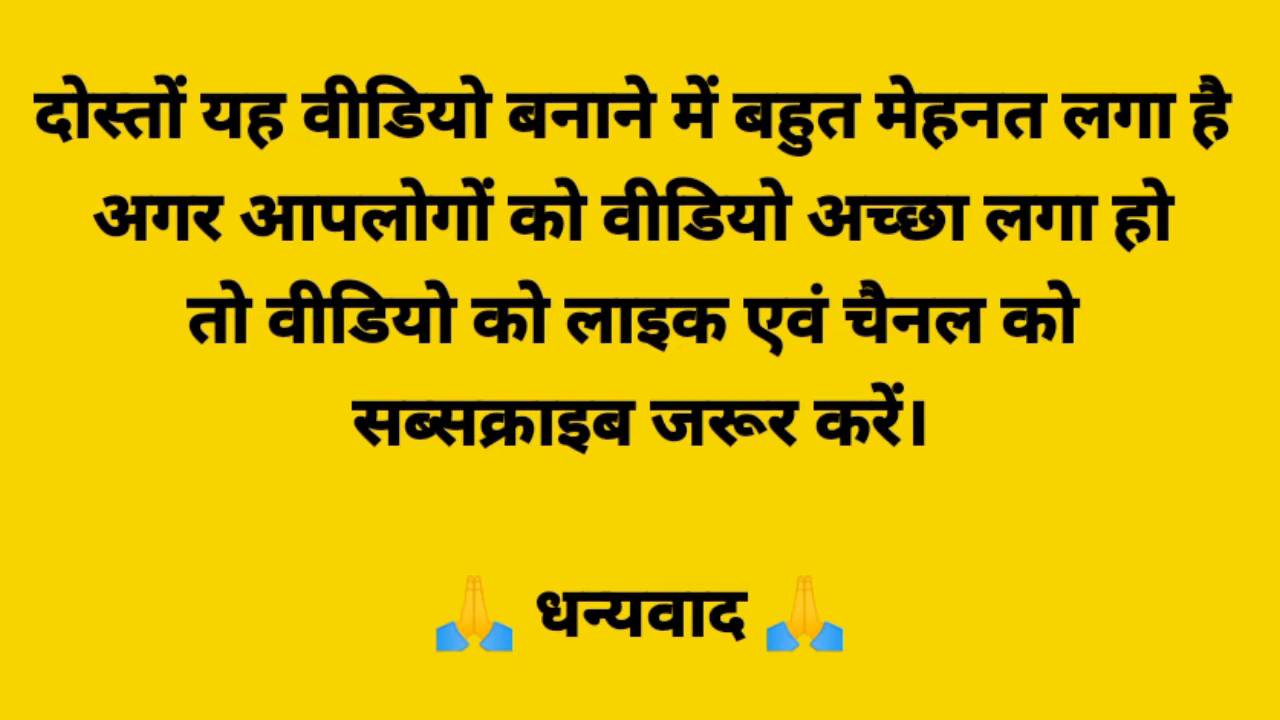 दोस्तों यह वीडियो बनाने में बहुत मेहनत लगा है
अगर आपलोगों को वीडियो अच्छा लगा हो
तो वीडियो को लाइक एवं चैनल को
सब्सक्राइब जरूर करें।
🙏 धन्यवाद 🙏